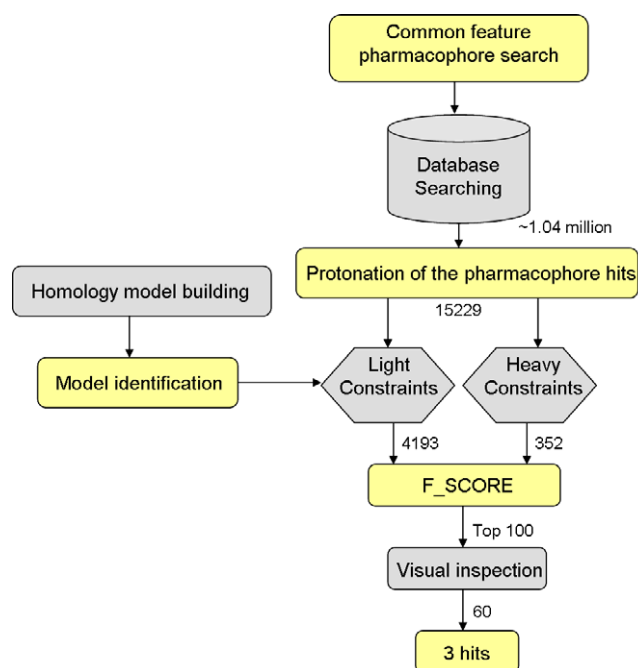 Common feature
pharmacophore search
Database
Searching
~1.04 million
Protonation of the pharmacophore hits
Homology model building
15229
Model identification
Light
Constraints
Heavy
Constraints
4193
352
F_SCORE
Top 100
Visual inspection
60
3 hits